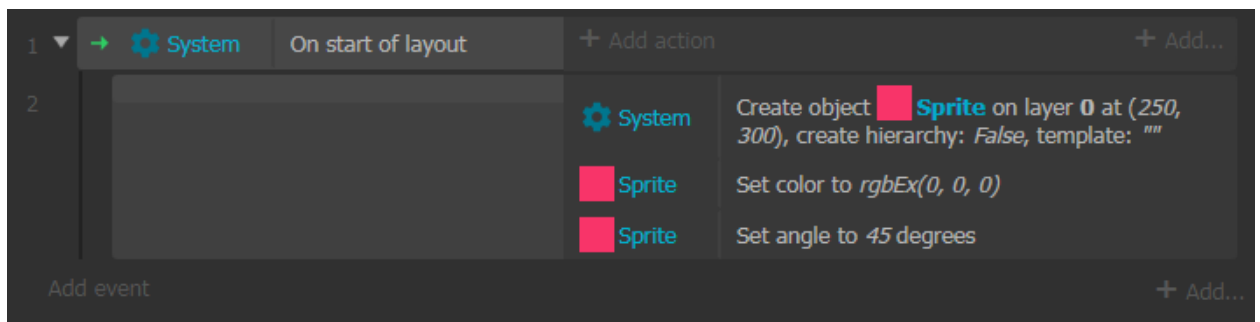 1 System On start of layout + Add action + Add...
2
System Create object Sprite on layer 0 at (250,
300), create hierarchy: False, template: ""
Sprite Set color to rgbEx(0, 0, 0)
Sprite Set angle to 45 degrees
Add event + Add...